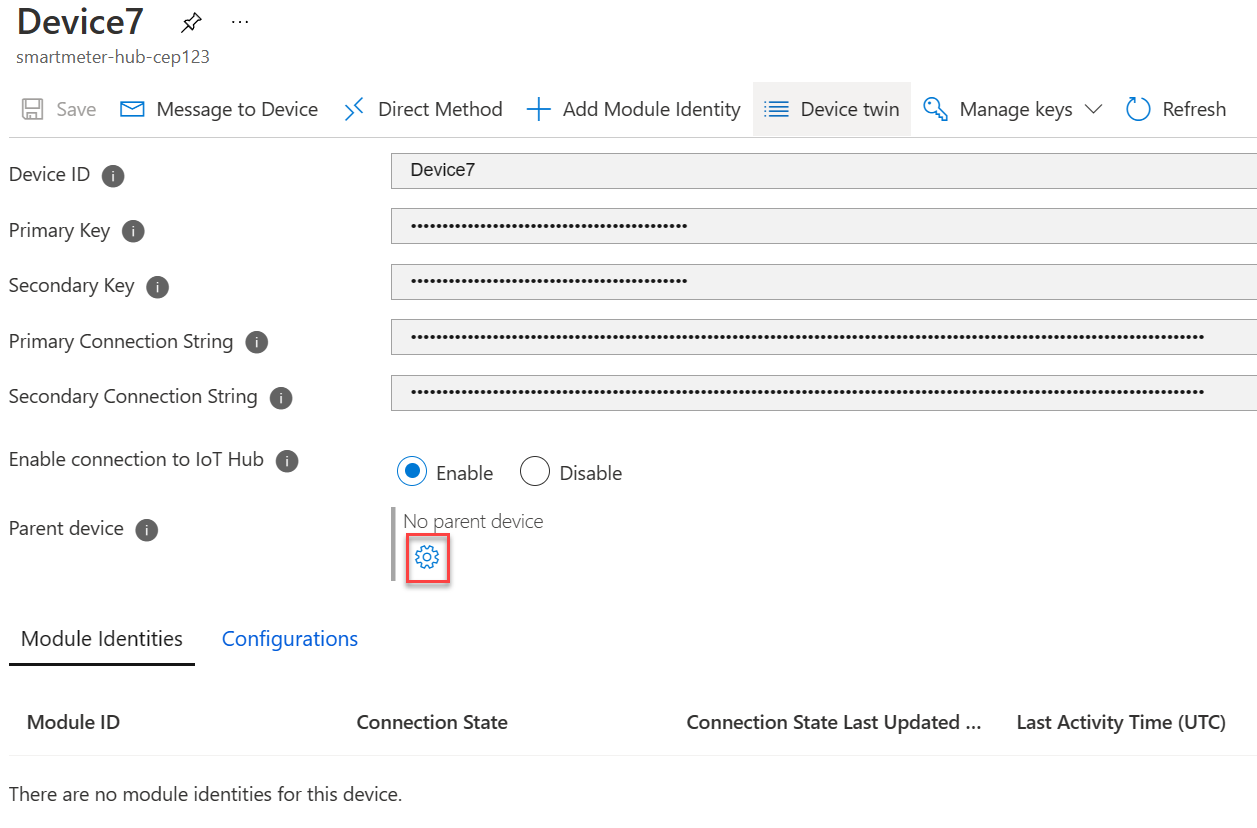 Device7 ...
smartmeter-hub-cep123
Save Message to Device Direct Method Add Module Identity Device twin Manage keys Refresh
Device ID i Device7
Primary Key i
Secondary Key i
Primary Connection String i
Secondary Connection String i
Enable connection to IoT Hub i Enable Disable
Parent device i No parent device
Module Identities Configurations
Module ID Connection State Connection State Last Updated ... Last Activity Time (UTC)
There are no module identities for this device.